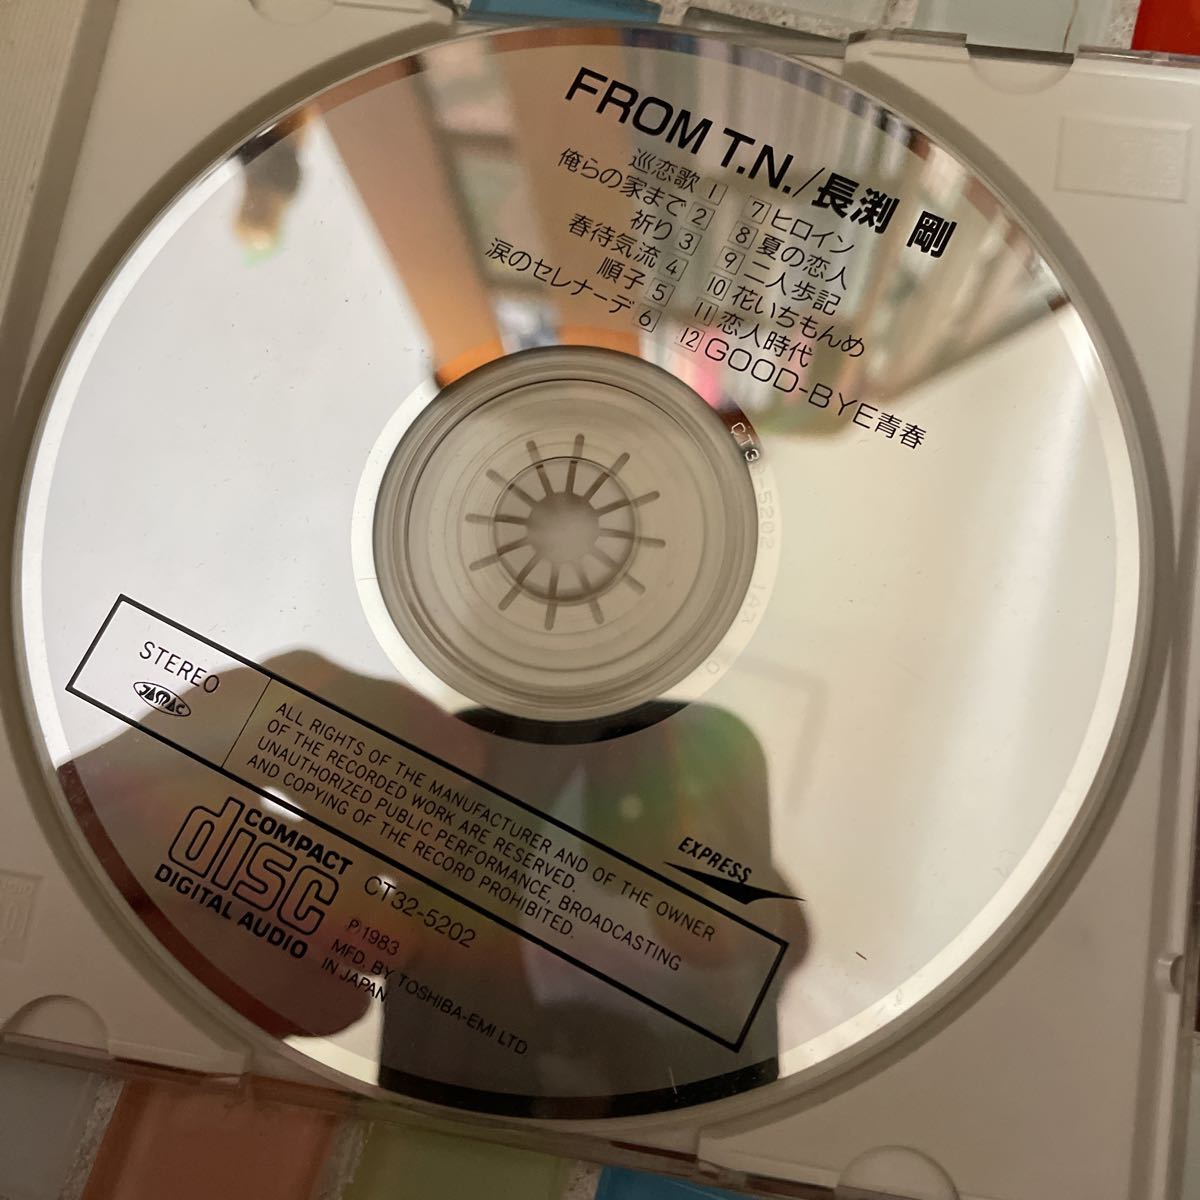 FROM T.N./長渕 剛
巡恋歌 1
俺らの家まで 2
祈り 3
春待気流 4
順子 5
涙のセレナーデ 6
7 ヒロイン
8 夏の恋人
9 二人歩記
10 花いちもんめ
11 恋人時代
12 GOOD-BYE青春
STEREO
JASRAC
ALL RIGHTS OF THE MANUFACTURER AND OF THE OWNER
OF THE RECORDED WORK ARE RESERVED.
UNAUTHORIZED PUBLIC PERFORMANCE, BROADCASTING
AND COPYING OF THE RECORD PROHIBITED.
EXPRESS
COMPACT
disc
DIGITAL AUDIO
CT32-5202
℗1983
MFD. BY TOSHIBA-EMI LTD
IN JAPAN